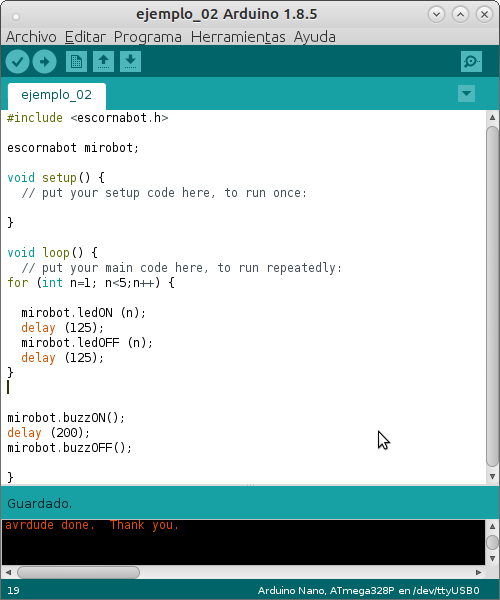 ejemplo_02 Arduino 1.8.5
Archivo Editar Programa Herramientas Ayuda
ejemplo_02
#include <escornabot.h>
escornabot mirobot;
void setup() {
// put your setup code here, to run once:
}
void loop() {
// put your main code here, to run repeatedly:
for (int n=1; n<5;n++) {
mirobot.ledON (n);
delay (125);
mirobot.ledOFF (n);
delay (125);
}
mirobot.buzzON();
delay (200);
mirobot.buzzOFF();
}
Guardado.
avrdude done.  Thank you.
19 Arduino Nano, ATmega328P en /dev/ttyUSB0